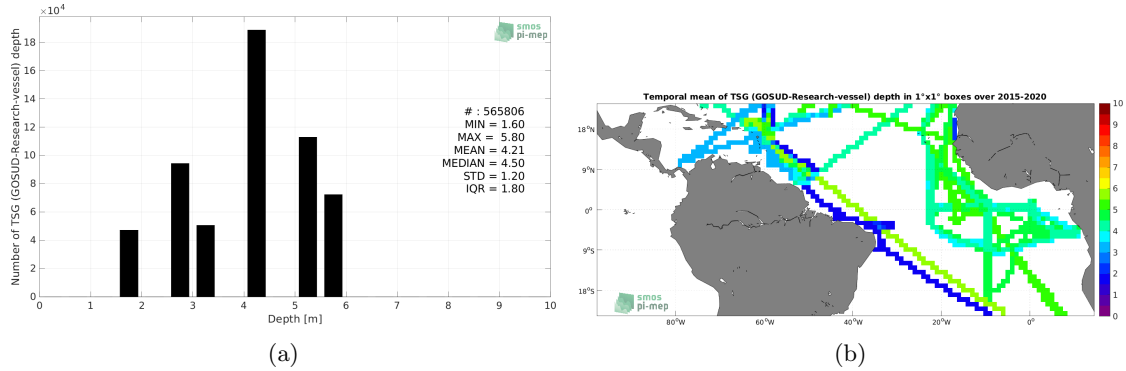 ×10⁴
18
16
14
12
10
8
6
4
2
0
Number of TSG (GOSUD-Research-vessel) depth
0 1 2 3 4 5 6 7 8 9 10
Depth [m]
smos
pi-mep
# : 565806
MIN = 1.60
MAX = 5.80
MEAN = 4.21
MEDIAN = 4.50
STD = 1.20
IQR = 1.80
(a)
Temporal mean of TSG (GOSUD-Research-vessel) depth in 1°x1° boxes over 2015-2020
18°N
9°N
0°
9°S
18°S
80°W 60°W 40°W 20°W 0°
smos
pi-mep
10
9
8
7
6
5
4
3
2
1
0
(b)